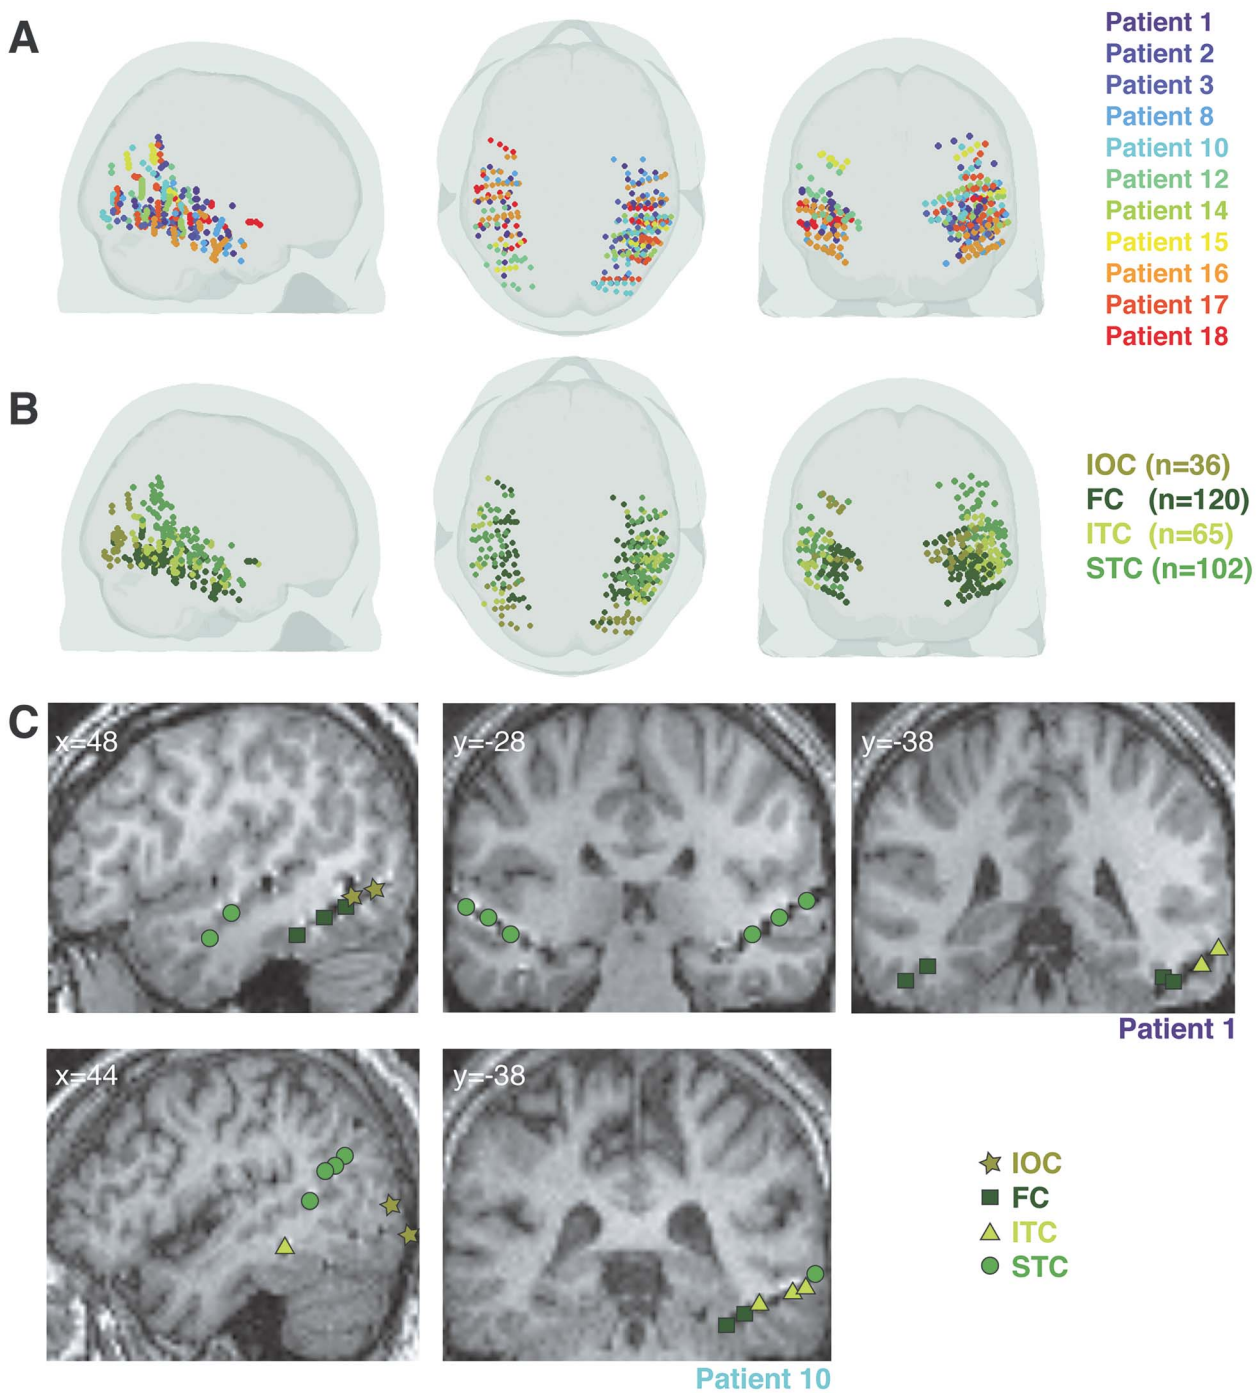 A
Patient 1
Patient 2
Patient 3
Patient 8
Patient 10
Patient 12
Patient 14
Patient 15
Patient 16
Patient 17
Patient 18
B
IOC (n=36)
FC (n=120)
ITC (n=65)
STC (n=102)
C
x=48
y=-28
y=-38
Patient 1
x=44
y=-38
IOC
FC
ITC
STC
Patient 10